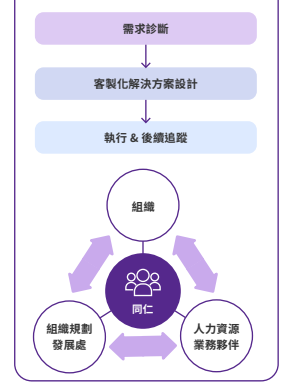 需求診斷
客製化解決方案設計
執行 & 後續追蹤
組織
同仁
組織規劃
發展處
人力資源
業務夥伴